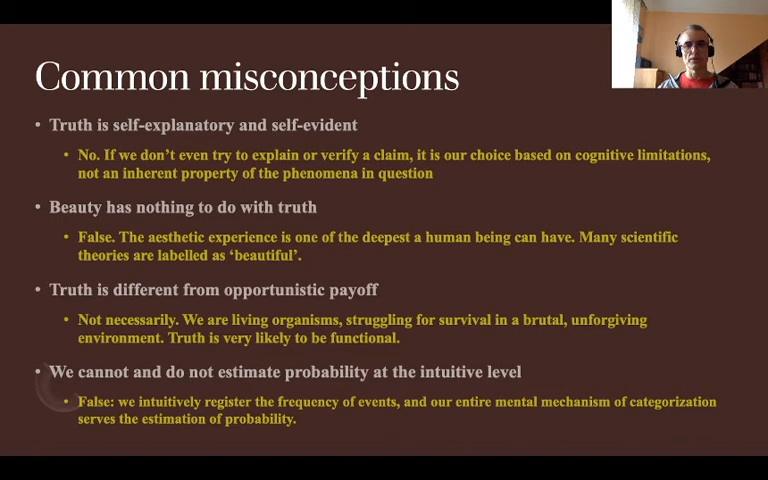 Common misconceptions
• Truth is self-explanatory and self-evident
• No. If we don't even try to explain or verify a claim, it is our choice based on cognitive limitations,
not an inherent property of the phenomena in question
• Beauty has nothing to do with truth
• False. The aesthetic experience is one of the deepest a human being can have. Many scientific
theories are labelled as 'beautiful'.
• Truth is different from opportunistic payoff
• Not necessarily. We are living organisms, struggling for survival in a brutal, unforgiving
environment. Truth is very likely to be functional.
• We cannot and do not estimate probability at the intuitive level
• False: we intuitively register the frequency of events, and our entire mental mechanism of categorization
serves the estimation of probability.